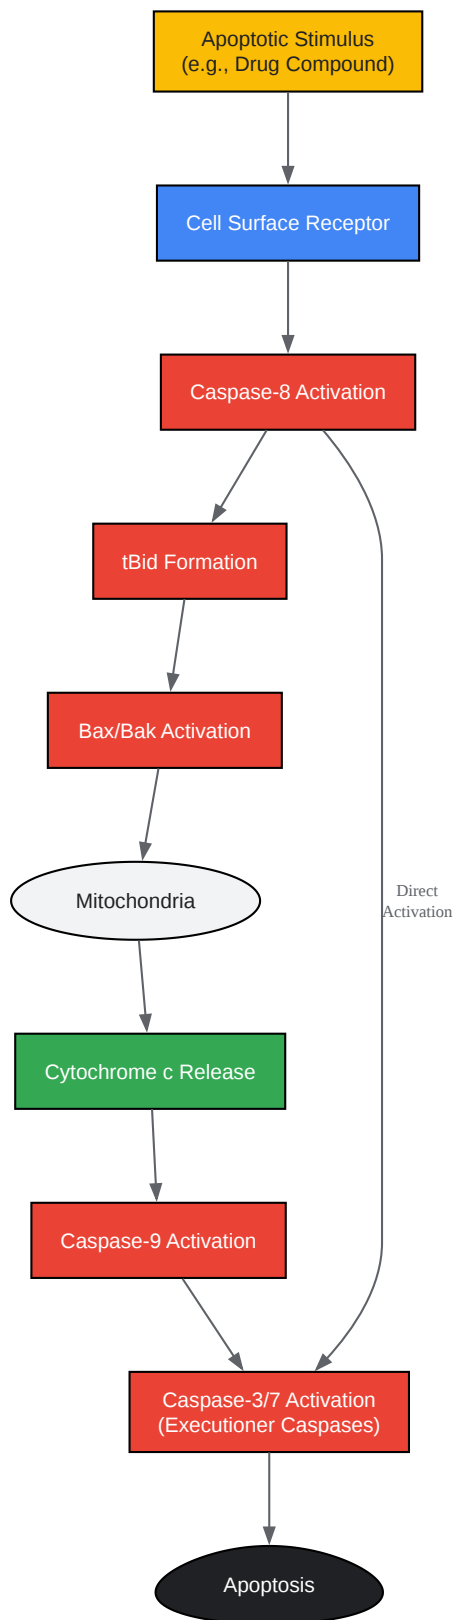 Apoptotic Stimulus
(e.g., Drug Compound)
Cell Surface Receptor
Caspase-8 Activation
tBid Formation
Bax/Bak Activation
Mitochondria
Direct
Activation
Cytochrome c Release
Caspase-9 Activation
Caspase-3/7 Activation
(Executioner Caspases)
Apoptosis